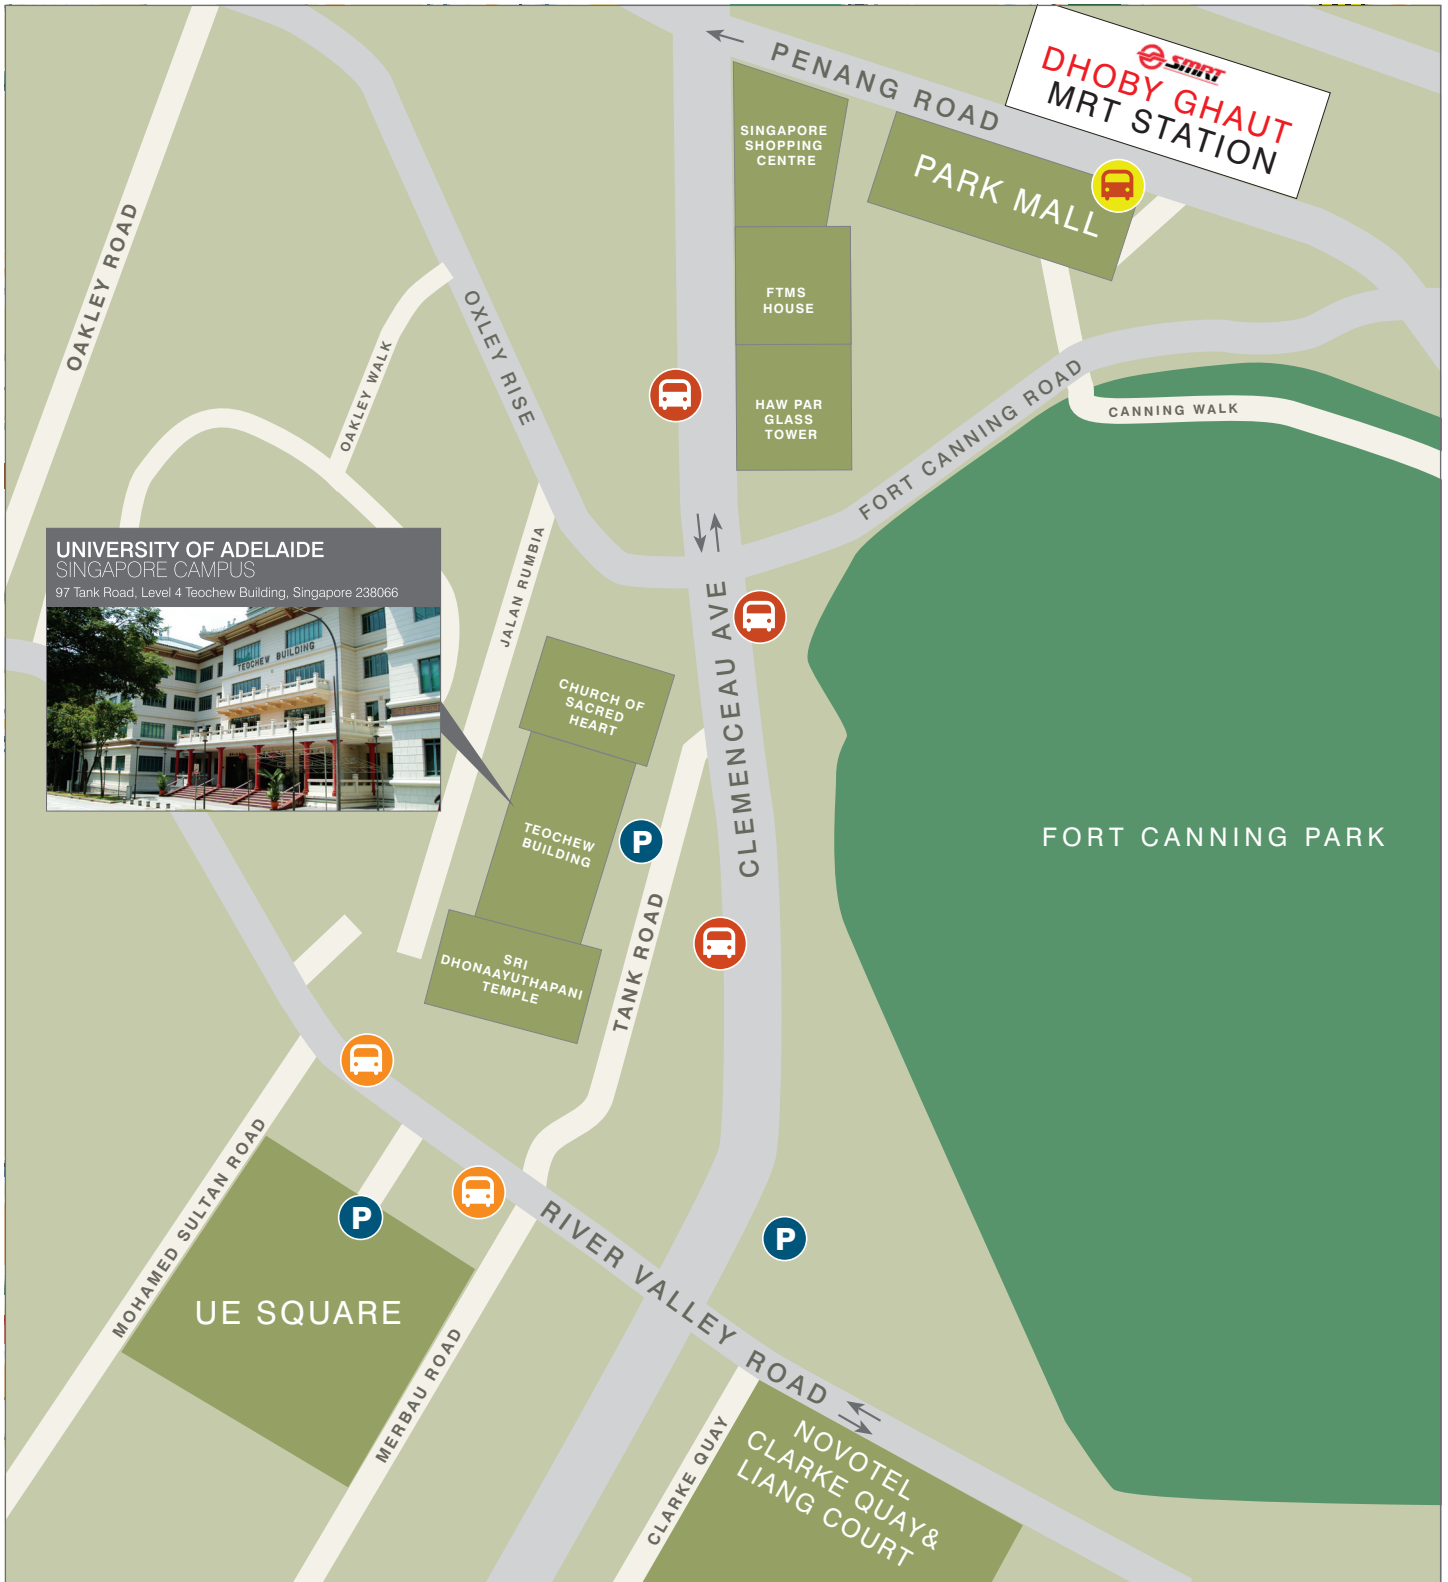 PENANG ROAD
SMRT
DHOBY GHAUT
MRT STATION
SINGAPORE
SHOPPING
CENTRE
PARK MALL
OAKLEY ROAD
OXLEY RISE
FTMS
HOUSE
OAKLEY WALK
HAW PAR
GLASS
TOWER
FORT CANNING ROAD
CANNING WALK
UNIVERSITY OF ADELAIDE
SINGAPORE CAMPUS
97 Tank Road, Level 4 Teochew Building, Singapore 238066
TEOCHEW BUILDING
JALAN RUMBIA
CLEMENCEAU AVE
CHURCH OF
SACRED
HEART
TEOCHEW
BUILDING
P
FORT CANNING PARK
TANK ROAD
SRI
DHONAAYUTHAPANI
TEMPLE
MOHAMED SULTAN ROAD
P
P
RIVER VALLEY ROAD
UE SQUARE
MERBAU ROAD
CLARKE QUAY
NOVOTEL
CLARKE QUAY&
LIANG COURT